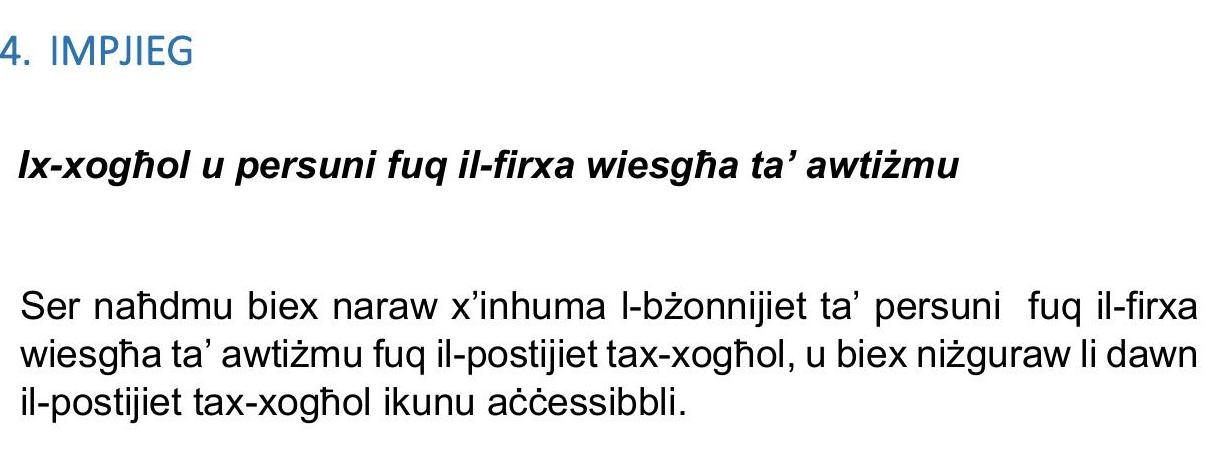 4. IMPJIEG
Ix-xogħol u persuni fuq il-firxa wiesgħa ta’ awtiżmu
Ser naħdmu biex naraw x’inhuma l-bżonnijiet ta’ persuni fuq il-firxa
wiesgħa ta’ awtiżmu fuq il-postijiet tax-xogħol, u biex niżguraw li dawn
il-postijiet tax-xogħol ikunu aċċessibbli.